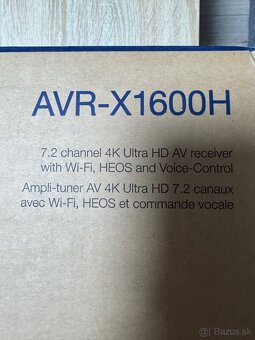 AVR-X1600H
7.2 channel 4K Ultra HD AV receiver
with Wi-Fi, HEOS and Voice-Control
Ampli-tuner AV 4K Ultra HD 7.2 canaux
avec Wi-Fi, HEOS et commande vocale
Bazos.sk